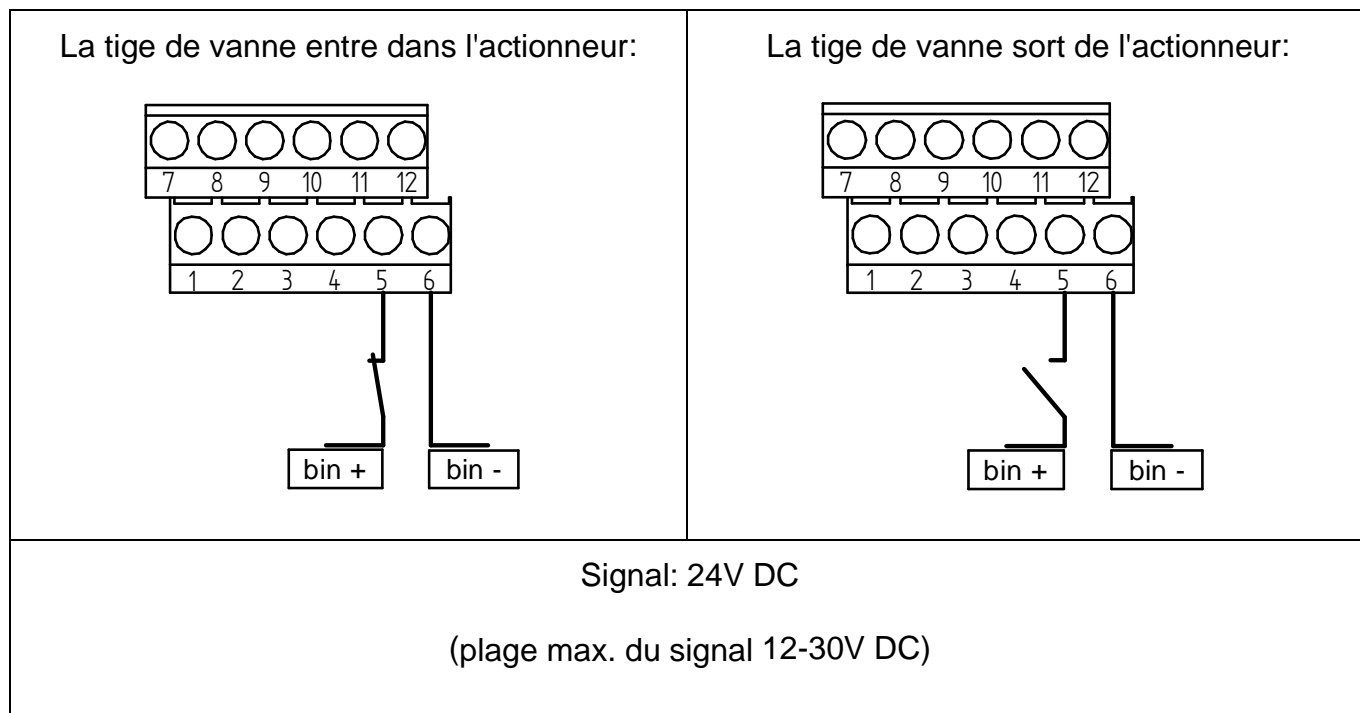 La tige de vanne entre dans l'actionneur:
7 8 9 10 11 12
1 2 3 4 5 6
bin + bin -
La tige de vanne sort de l'actionneur:
7 8 9 10 11 12
1 2 3 4 5 6
bin + bin -
Signal: 24V DC
(plage max. du signal 12-30V DC)